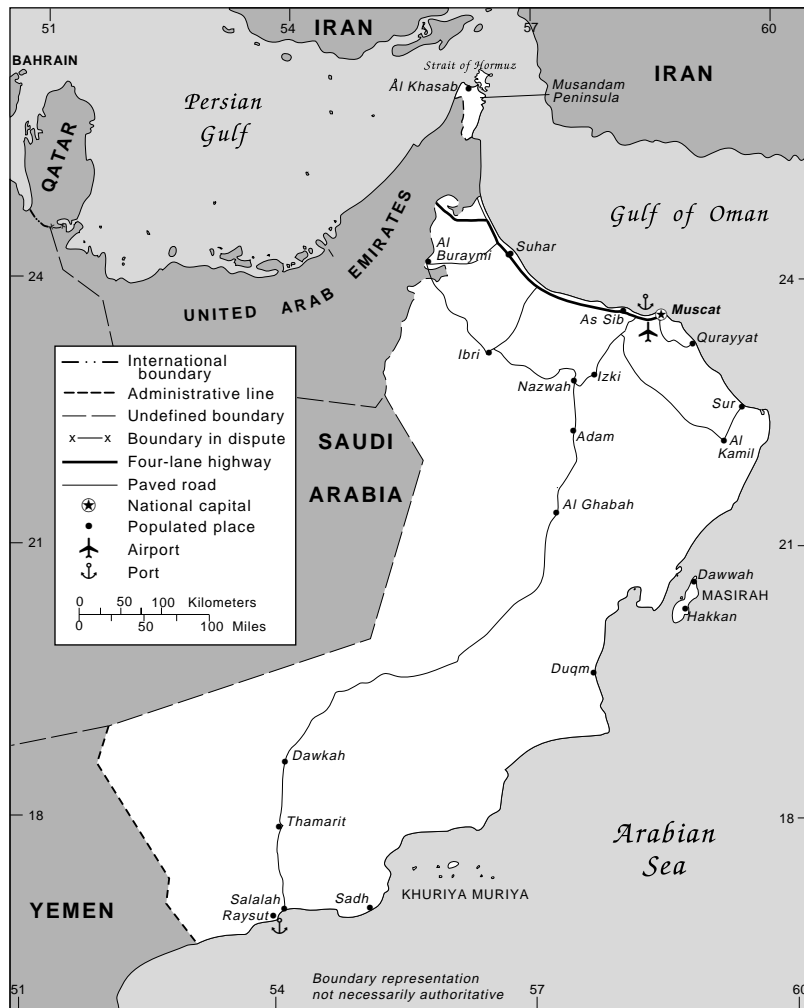 51
54
57
60
IRAN
BAHRAIN
Strait of Hormuz
IRAN
Ål Khasab
Musandam
Peninsula
Persian
Gulf
QATAR
Gulf of Oman
UNITED ARAB EMIRATES
Al
Buraymi
Suhar
24
24
As Sib
Muscat
Qurayyat
Ibri
Nazwah
Izki
Sur
Adam
Al
Kamil
SAUDI
ARABIA
Al Ghabah
International
boundary
Administrative line
Undefined boundary
x x
Boundary in dispute
Four-lane highway
Paved road
National capital
Populated place
Airport
Port
0 50 100 Kilometers
0 50 100 Miles
21
21
Dawwah
MASIRAH
Hakkan
Duqm
Dawkah
18
18
Thamarit
Arabian
Sea
KHURIYA MURIYA
YEMEN
Salalah
Raysut
Sadh
Boundary representation
not necessarily authoritative
51
54
57
60